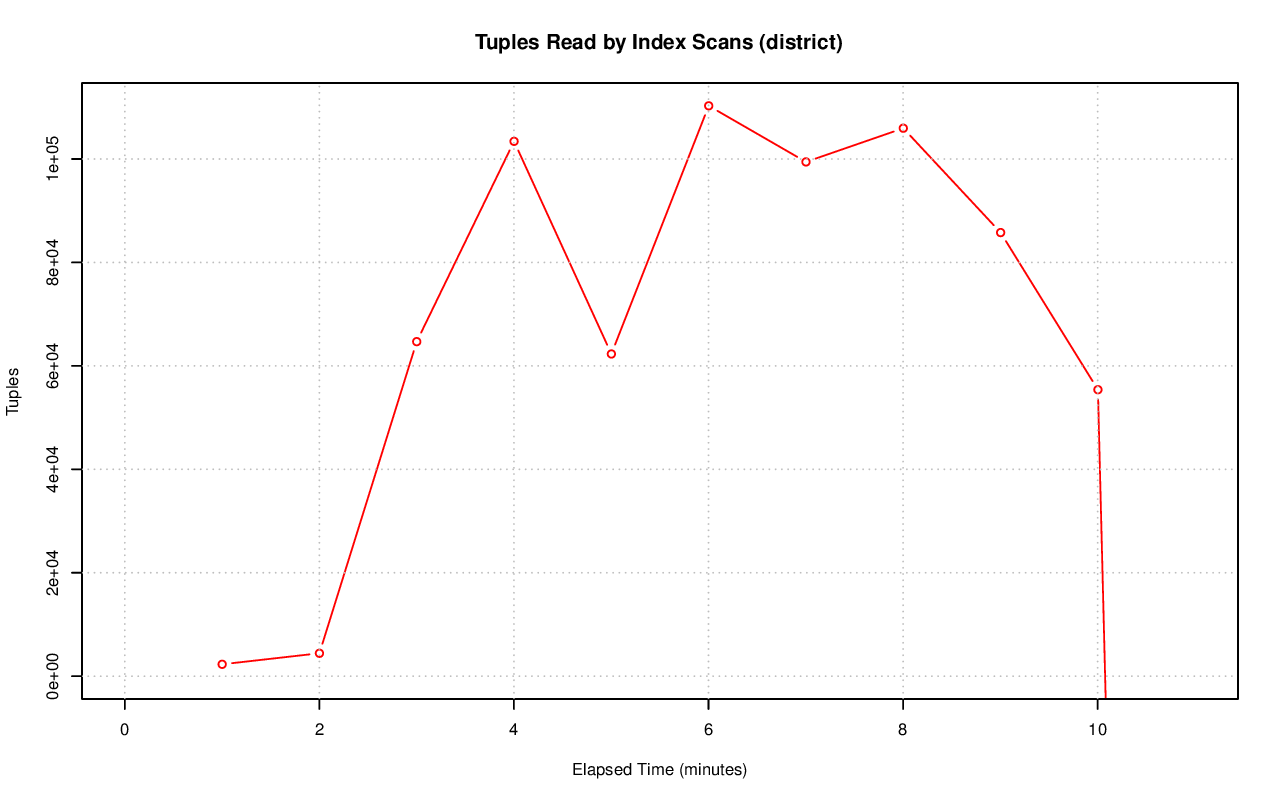 Tuples Read by Index Scans (district)
Tuples
1e+05
8e+04
6e+04
4e+04
2e+04
0e+00
0 2 4 6 8 10
Elapsed Time (minutes)